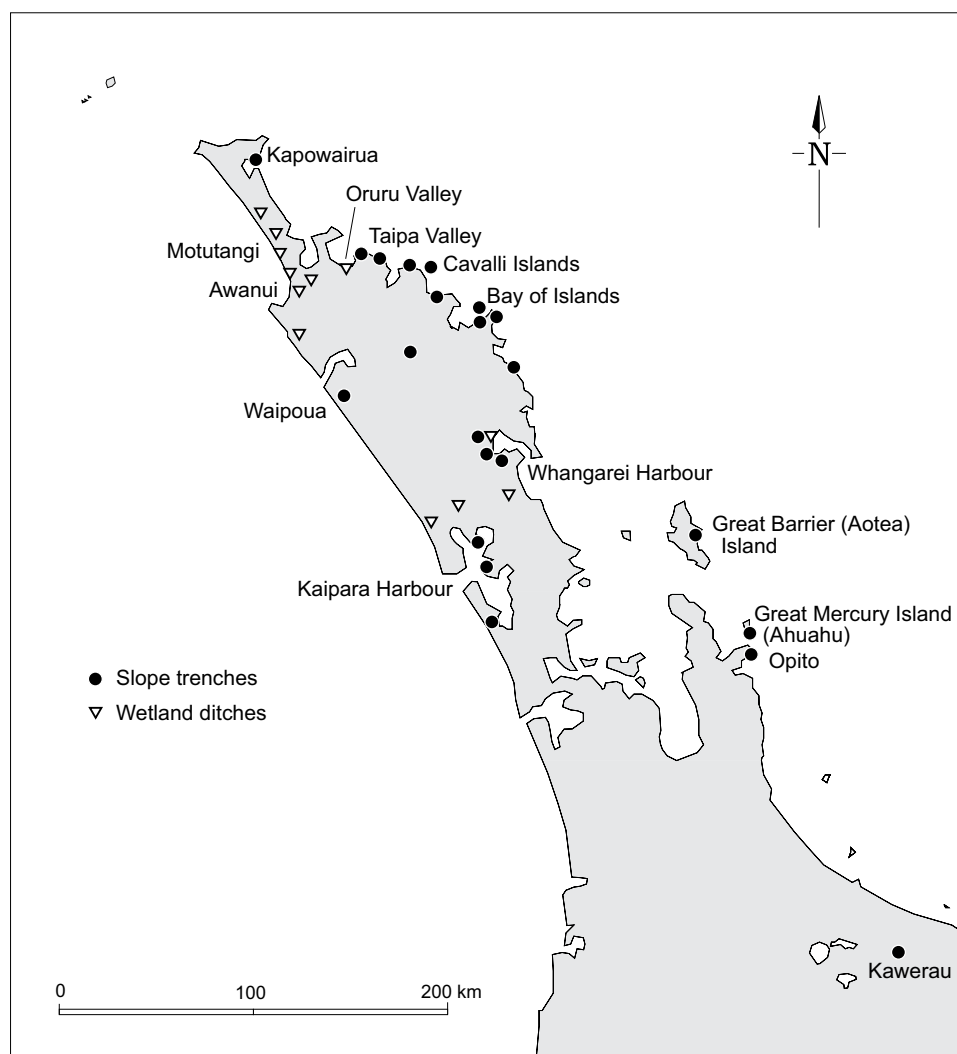 N
Kapowairua
Oruru Valley
Taipa Valley
Motutangi
Cavalli Islands
Awanui
Bay of Islands
Waipoua
Whangarei Harbour
Great Barrier (Aotea)
Island
Kaipara Harbour
Great Mercury Island
(Ahuahu)
Opito
Slope trenches
Wetland ditches
Kawerau
0 100 200 km